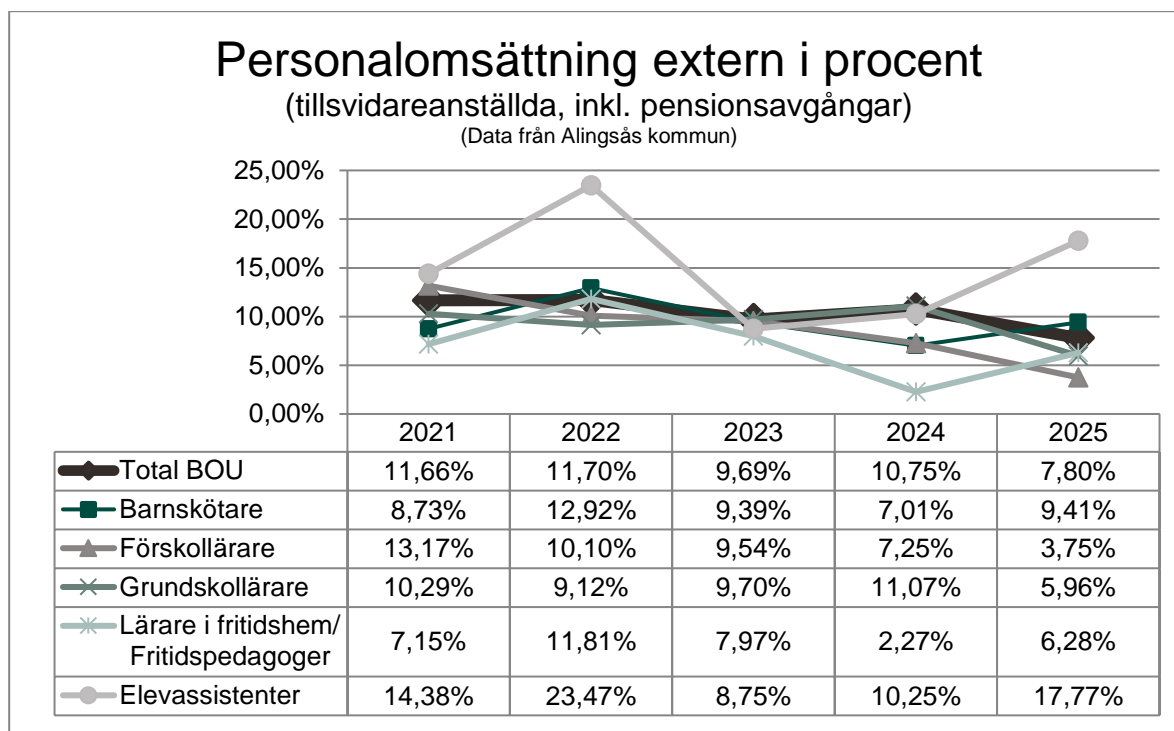 Personalomsättning extern i procent
(tillsvidareanställda, inkl. pensionsavgångar)
(Data från Alingsås kommun)
25,00%
20,00%
15,00%
10,00%
5,00%
0,00%
2021 2022 2023 2024 2025
Total BOU 11,66% 11,70% 9,69% 10,75% 7,80%
Barnskötare 8,73% 12,92% 9,39% 7,01% 9,41%
Förskollärare 13,17% 10,10% 9,54% 7,25% 3,75%
Grundskollärare 10,29% 9,12% 9,70% 11,07% 5,96%
Lärare i fritidshem/
Fritidspedagoger 7,15% 11,81% 7,97% 2,27% 6,28%
Elevassistenter 14,38% 23,47% 8,75% 10,25% 17,77%